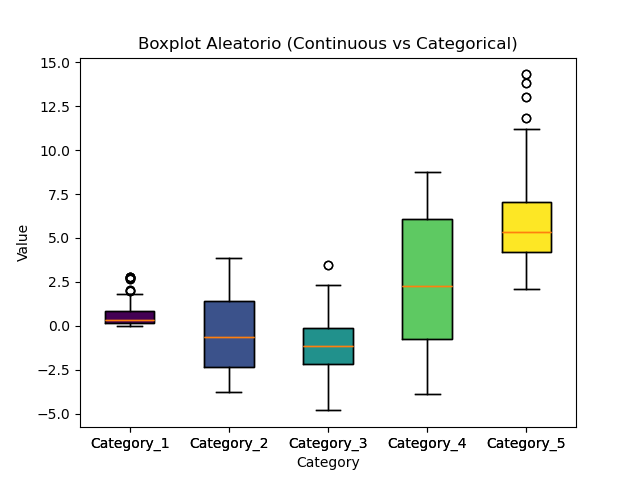 Boxplot Aleatorio (Continuous vs Categorical)
15.0
12.5
10.0
7.5
5.0
2.5
0.0
−2.5
−5.0
Value
Category_1 Category_2 Category_3 Category_4 Category_5
Category